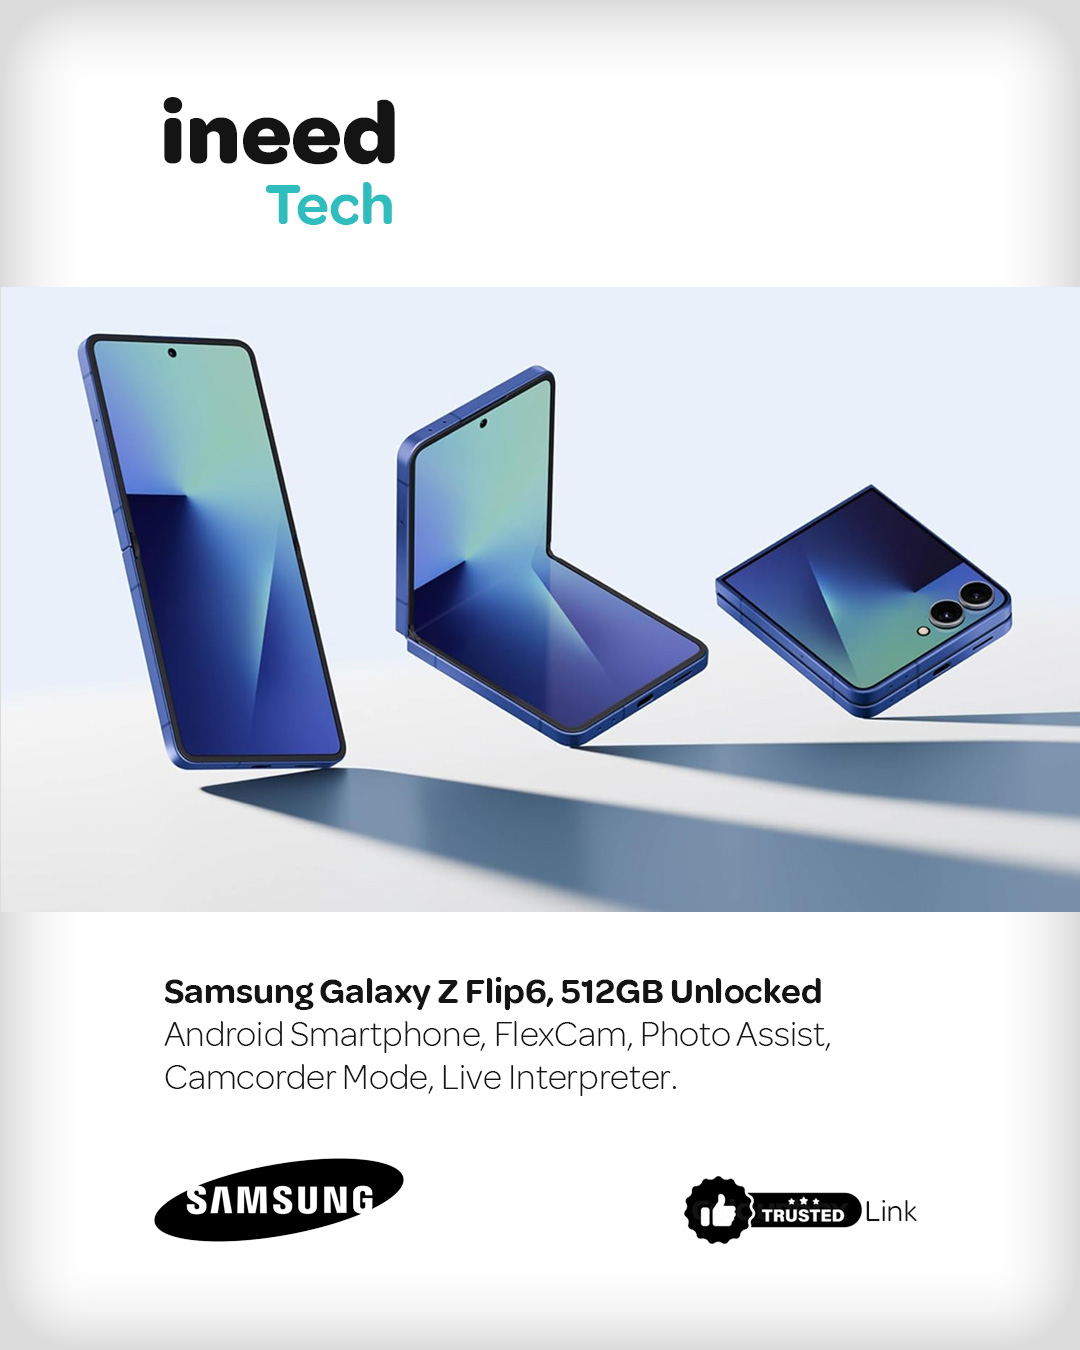 ineed
Tech
Samsung Galaxy Z Flip6, 512GB Unlocked
Android Smartphone, FlexCam, Photo Assist,
Camcorder Mode, Live Interpreter.
SAMSUNG
TRUSTED Link